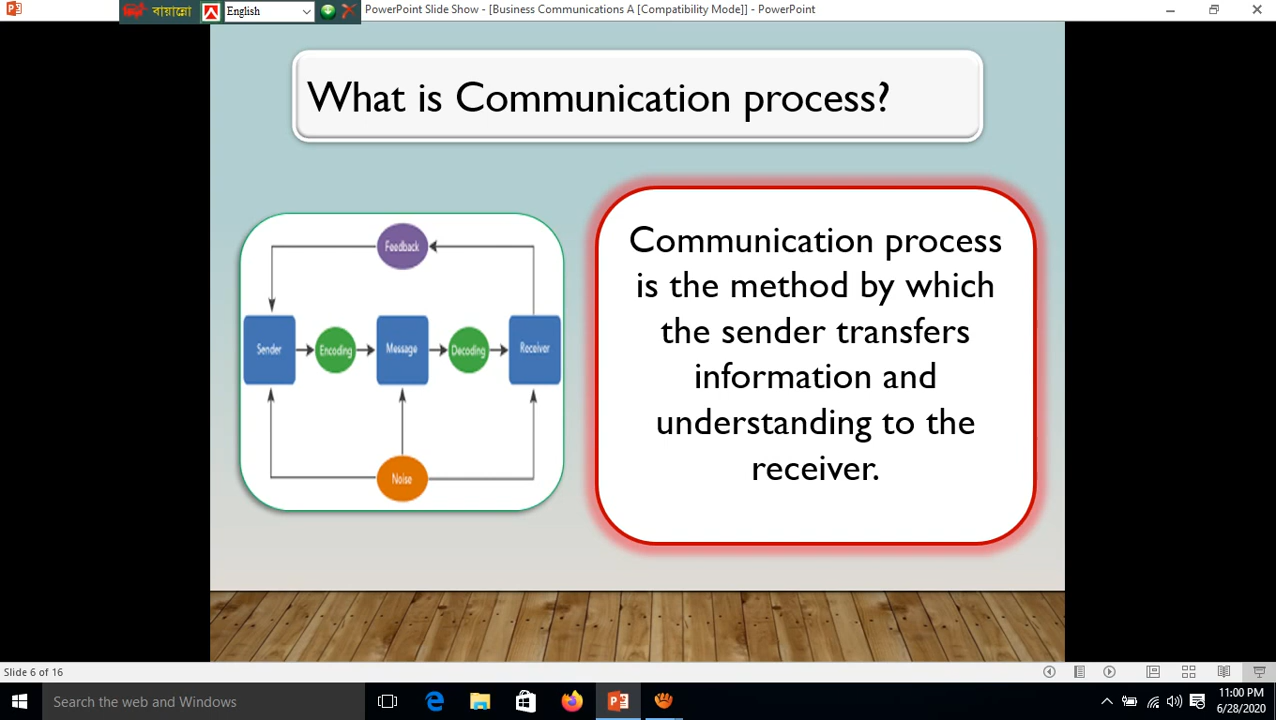 বায়ান্নো
English
PowerPoint Slide Show - [Business Communications A [Compatibility Mode]] - PowerPoint
What is Communication process?
Feedback
Sender
Encoding
Message
Decoding
Receiver
Noise
Communication process
is the method by which
the sender transfers
information and
understanding to the
receiver.
Slide 6 of 16
Search the web and Windows
11:00 PM
6/28/2020